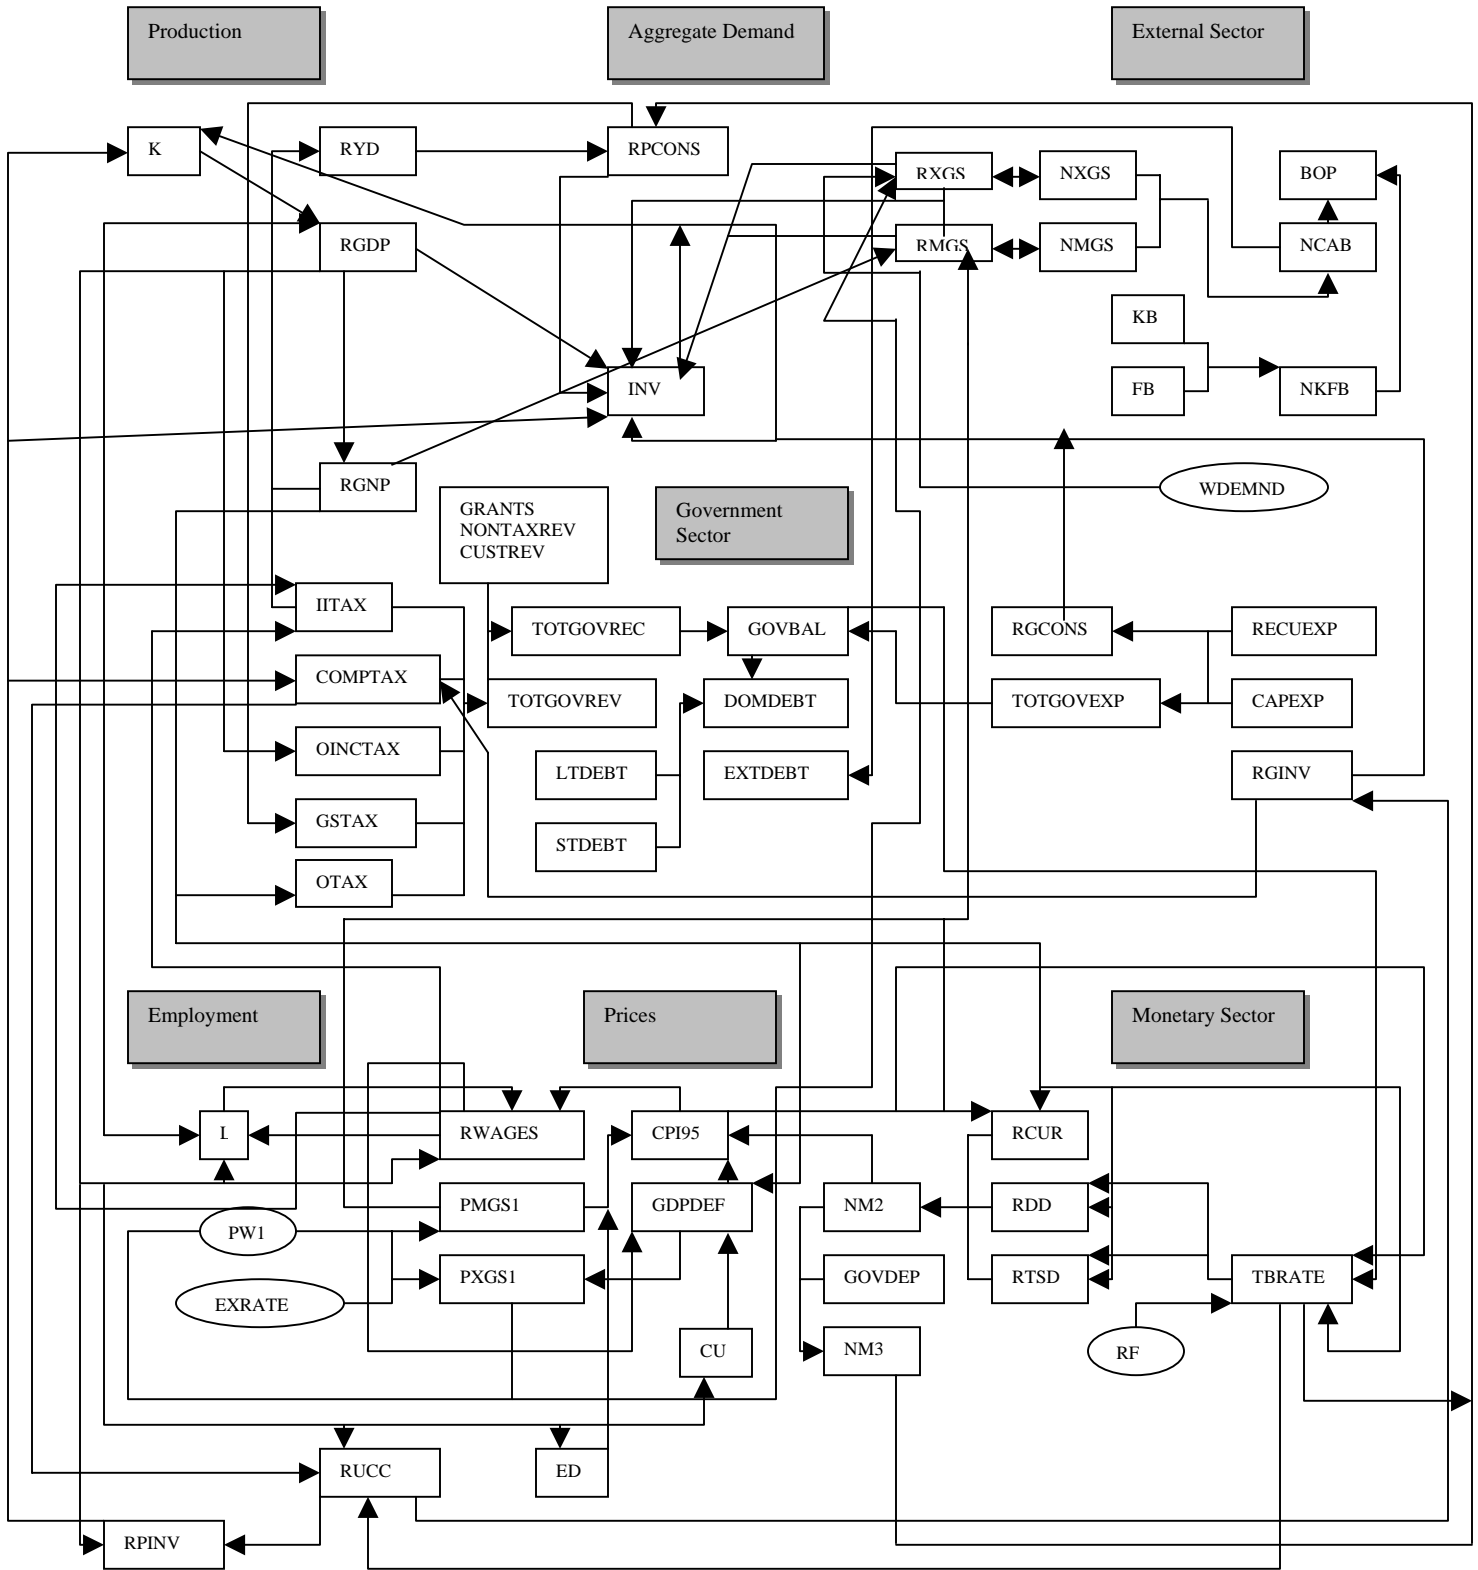 Production
Aggregate Demand
External Sector
K
RYD
RPCONS
RXGS
NXGS
BOP
RGDP
RMGS
NMGS
NCAB
KB
INV
FB
NKFB
RGNP
GRANTS
NONTAXREV
CUSTREV
Government
Sector
WDEMND
IITAX
TOTGOVREC
GOVBAL
RGCONS
RECUEXP
COMPTAX
TOTGOVREV
DOMDEBT
TOTGOVEXP
CAPEXP
OINCTAX
LTDEBT
EXTDEBT
RGINV
GSTAX
STDEBT
OTAX
Employment
Prices
Monetary Sector
L
RWAGES
CPI95
RCUR
PMGS1
GDPDEF
NM2
RDD
PW1
PXGS1
GOVDEP
RTSD
TBRATE
EXRATE
CU
NM3
RF
RUCC
ED
RPINV